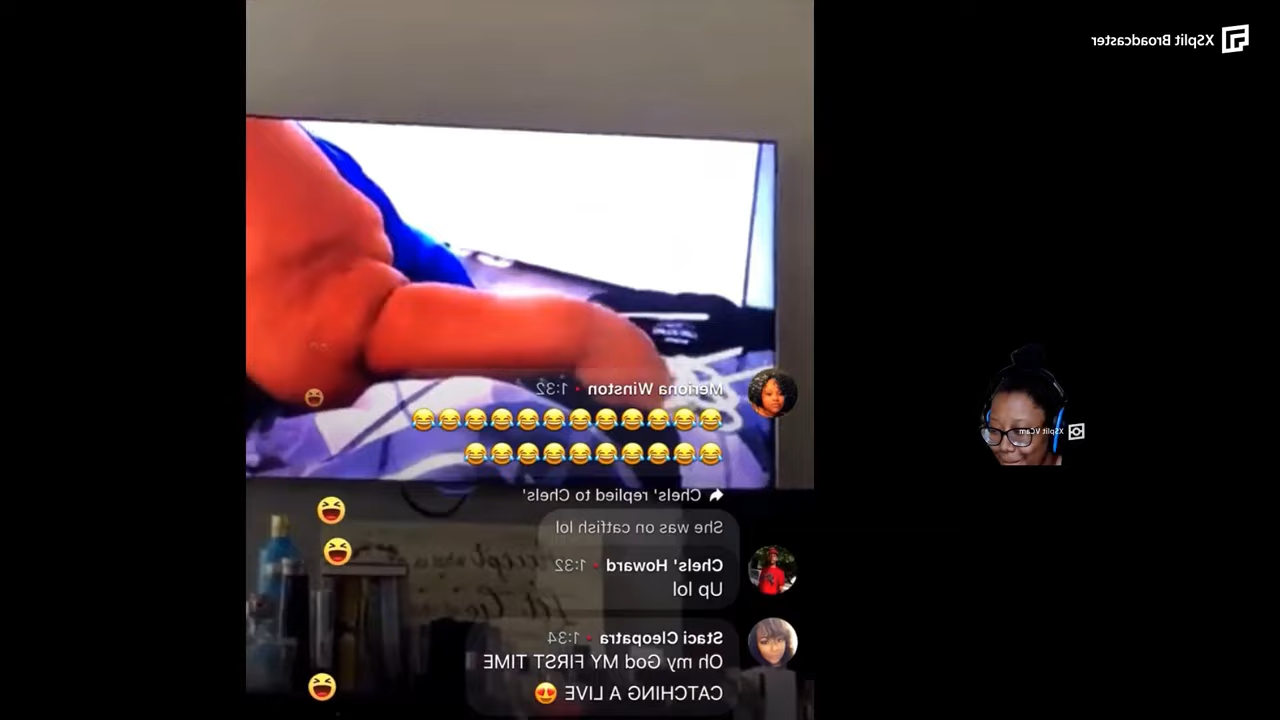 XSplit Broadcaster
Meriona Winston • 1:32
😂😂😂😂😂😂😂😂😂😂😂😂
😂😂😂😂😂😂😂😂😂😂
Chels' replied to Chels'
She was on catfish lol
Chels' Howard • 1:32
Up lol
Staci Cleopatra • 1:34
Oh my God MY FIRST TIME
CATCHING A LIVE 😍
XSplit VCam